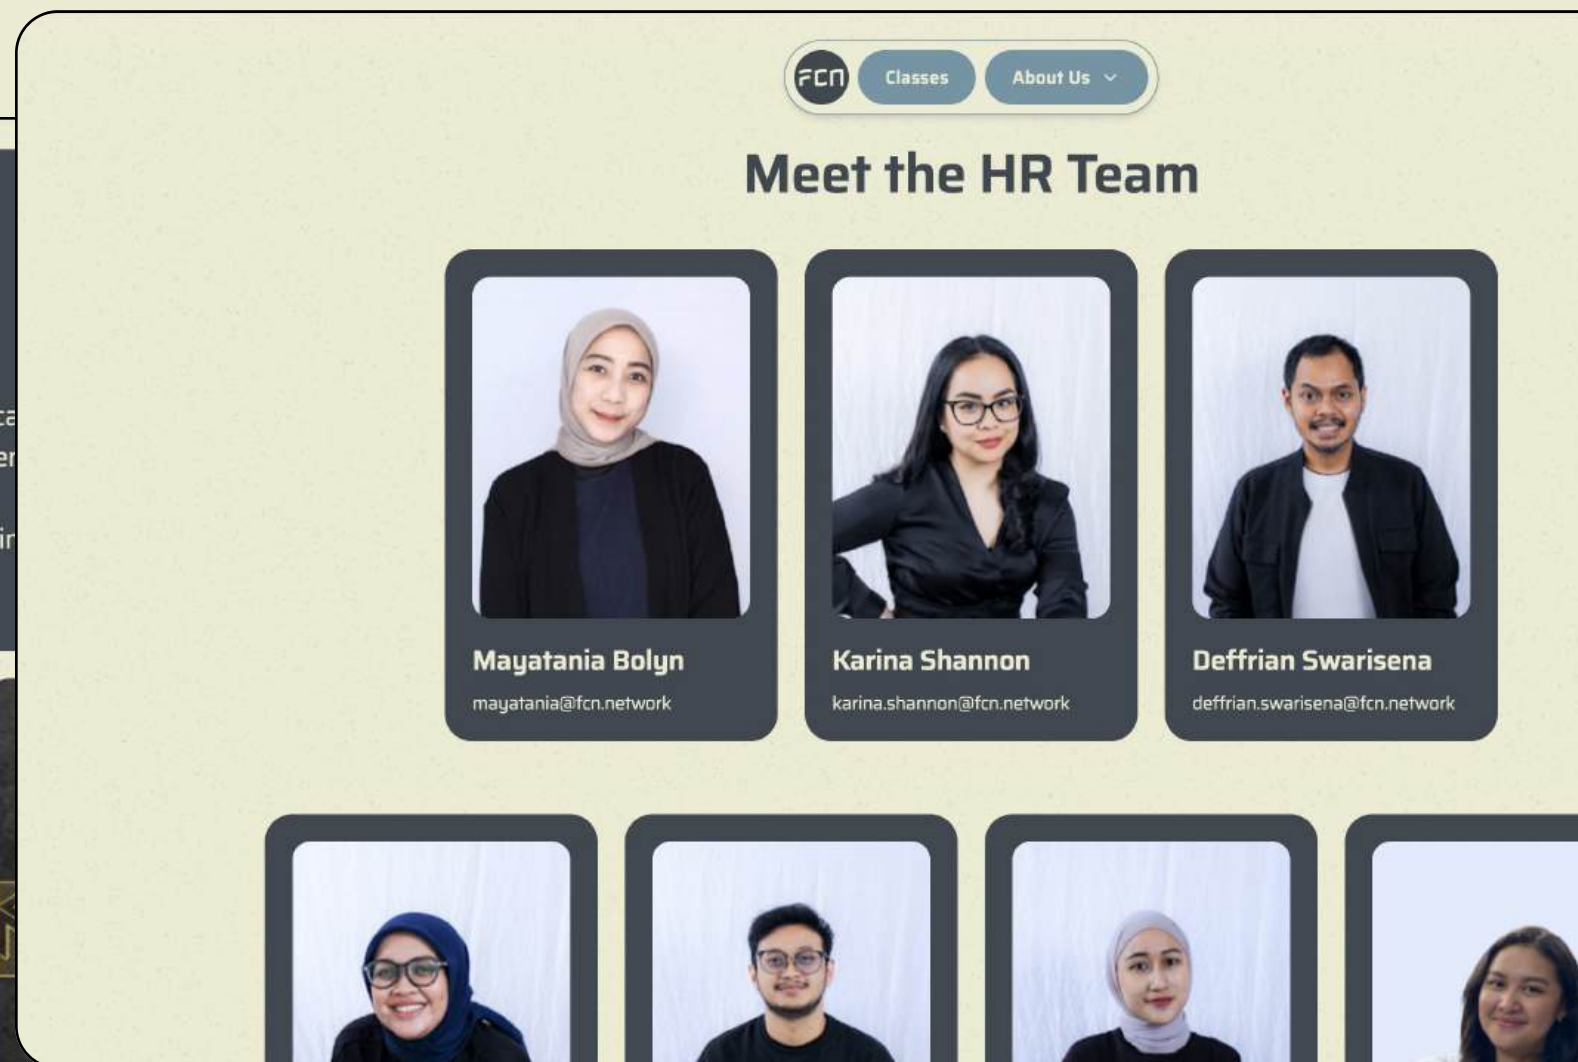 FCN
Classes
About Us
Meet the HR Team
Mayatania Bolyn
mayatania@fcn.network
Karina Shannon
karina.shannon@fcn.network
Deffrian Swarisena
deffrian.swarisena@fcn.network